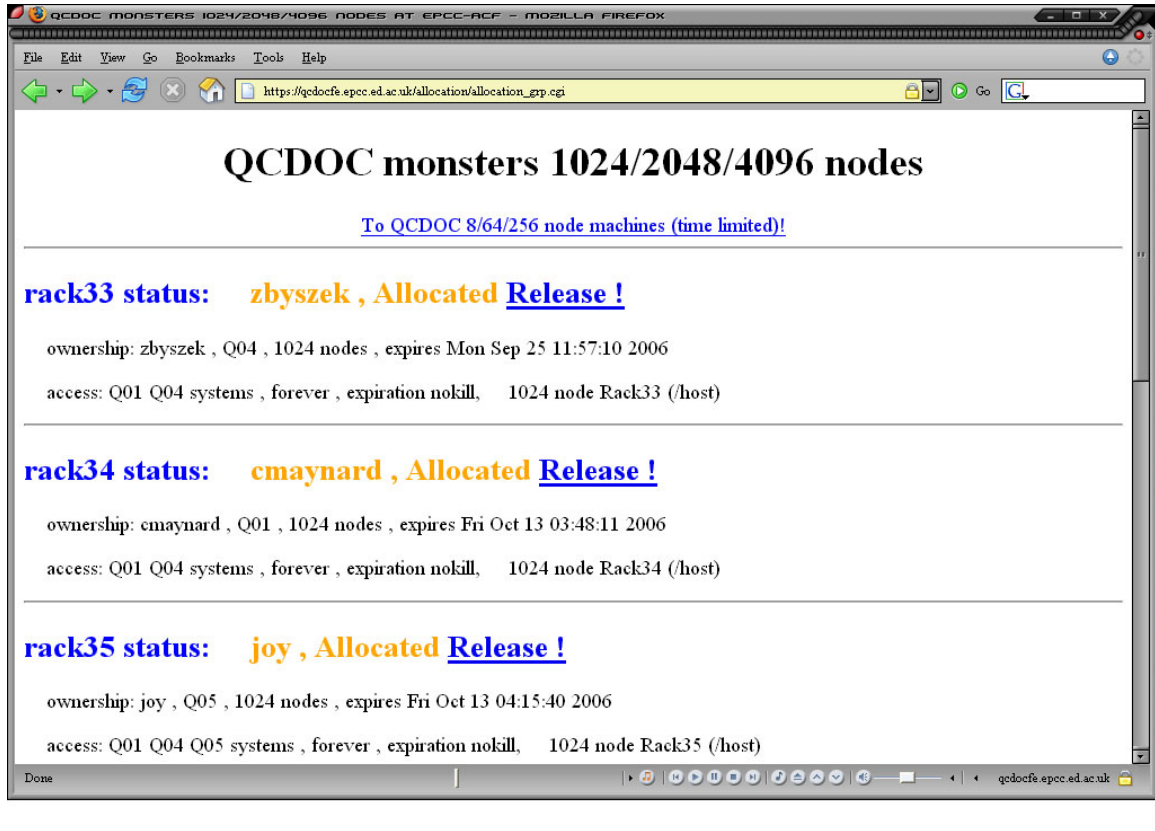 QCDOC MONSTERS 1024/2048/4096 NODES AT EPCC-ACF - MOZILLA FIREFOX
File Edit View Go Bookmarks Tools Help
https://qcdocfe.epcc.ed.ac.uk/allocation/allocation_grp.cgi Go G
QCDOC monsters 1024/2048/4096 nodes
To QCDOC 8/64/256 node machines (time limited)!
rack33 status: zbyszek , Allocated Release !
ownership: zbyszek , Q04 , 1024 nodes , expires Mon Sep 25 11:57:10 2006
access: Q01 Q04 systems , forever , expiration nokill, 1024 node Rack33 (/host)
rack34 status: cmaynard , Allocated Release !
ownership: cmaynard , Q01 , 1024 nodes , expires Fri Oct 13 03:48:11 2006
access: Q01 Q04 systems , forever , expiration nokill, 1024 node Rack34 (/host)
rack35 status: joy , Allocated Release !
ownership: joy , Q05 , 1024 nodes , expires Fri Oct 13 04:15:40 2006
access: Q01 Q04 Q05 systems , forever , expiration nokill, 1024 node Rack35 (/host)
Done qcdocfe.epcc.ed.ac.uk